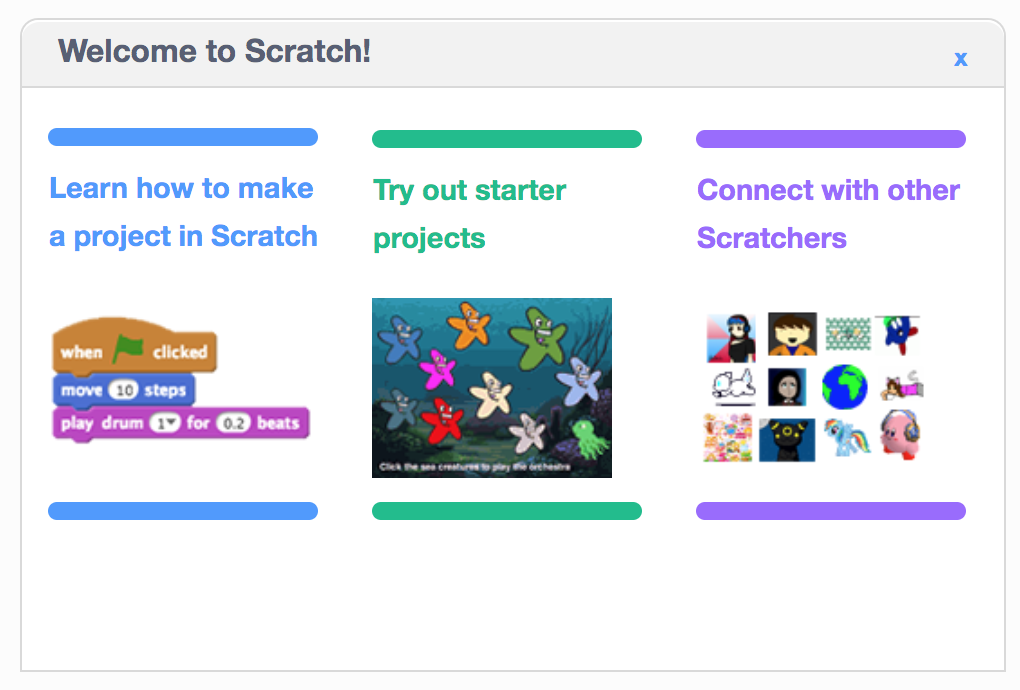 Welcome to Scratch!
x
Learn how to make
a project in Scratch
Try out starter
projects
Connect with other
Scratchers
when clicked
move 10 steps
play drum 1 for 0.2 beats
Click the sea creatures to play the orchestra